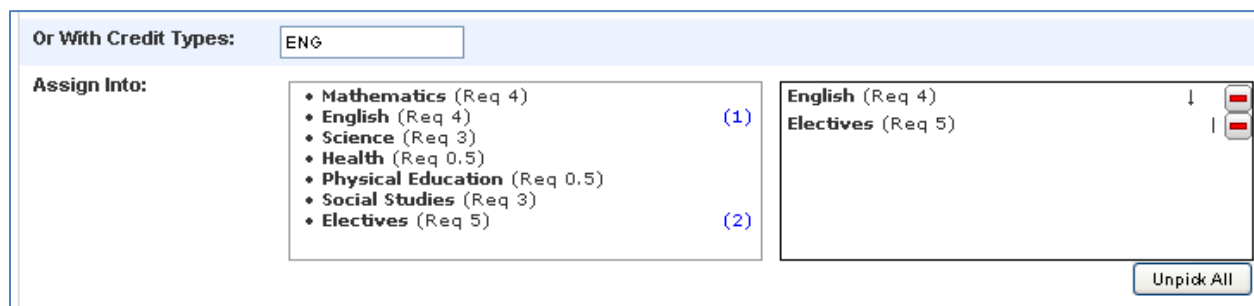 Or With Credit Types: ENG
Assign Into:
• Mathematics (Req 4)
• English (Req 4) (1)
• Science (Req 3)
• Health (Req 0.5)
• Physical Education (Req 0.5)
• Social Studies (Req 3)
• Electives (Req 5) (2)
English (Req 4) ↓
Electives (Req 5) |
Unpick All